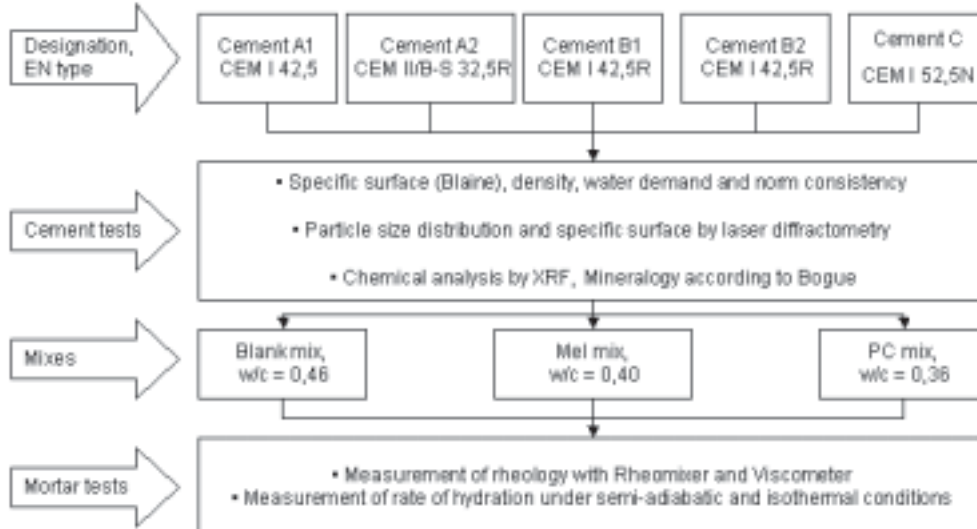 Designation,
EN type
Cement A1
CEM I 42,5
Cement A2
CEM II/B-S 32,5R
Cement B1
CEM I 42,5R
Cement B2
CEM I 42,5R
Cement C
CEM I 52,5N
Cement tests
• Specific surface (Blaine), density, water demand and norm consistency
• Particle size distribution and specific surface by laser diffractometry
• Chemical analysis by XRF, Mineralogy according to Bogue
Mixes
Blank mix,
w/c = 0,46
Mel mix,
w/c = 0,40
PC mix,
w/c = 0,36
Mortar tests
• Measurement of rheology with Rheomixer and Viscometer
• Measurement of rate of hydration under semi-adiabatic and isothermal conditions